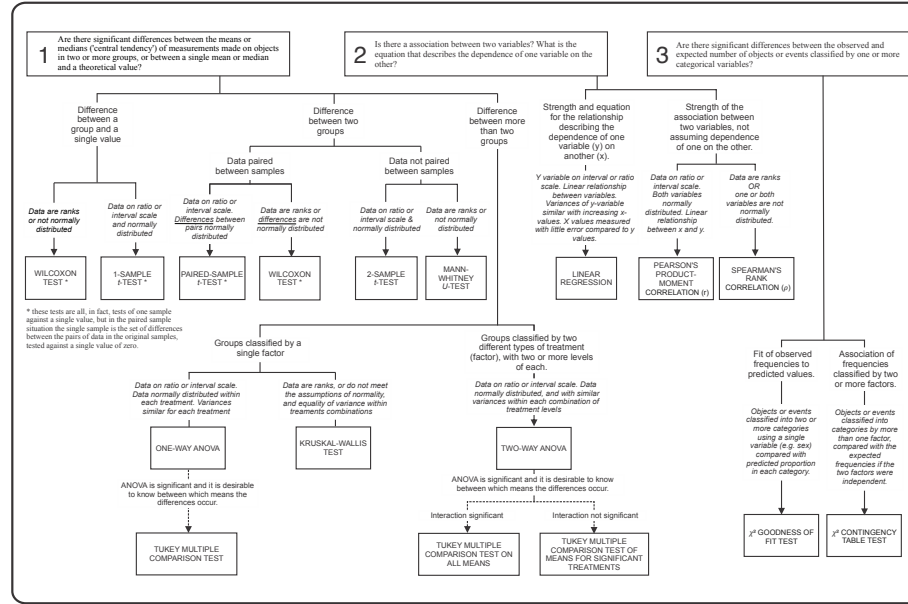 1
Are there significant differences between the means or
medians ('central tendency') of measurements made on objects
in two or more groups, or between a single mean or median
and a theoretical value?
2
Is there a association between two variables? What is the
equation that describes the dependence of one variable on the
other?
3
Are there significant differences between the observed and
expected number of objects or events classified by one or more
categorical variables?
Difference
between a
group and a
single value
Difference
between two
groups
Difference
between more
than two
groups
Strength and equation
for the relationship
describing the
dependence of one
variable (y) on
another (x).
Strength of the
association between
two variables, not
assuming dependence
of one on the other.
Data paired
between samples
Data not paired
between samples
Data are ranks
or not normally
distributed
Data on ratio or
interval scale
and normally
distributed
Data on ratio or
interval scale.
Differences between
pairs normally
distributed
Data are ranks or
differences are not
normally distributed
Data on ratio or
interval scale &
normally distributed
Data are ranks or
not normally
distributed
Y variable on interval or ratio
scale. Linear relationship
between variables.
Variances of y-variable
similar with increasing x-
values. X values measured
with little error compared to y
values.
Data on ratio or
interval scale.
Both variables
normally
distributed. Linear
relationship
between x and y.
Data are ranks
OR
one or both
variables are not
normally
distributed.
WILCOXON
TEST *
1-SAMPLE
t-TEST *
PAIRED-SAMPLE
t-TEST *
WILCOXON
TEST *
2-SAMPLE
t-TEST
MANN-
WHITNEY
U-TEST
LINEAR
REGRESSION
PEARSON'S
PRODUCT-
MOMENT
CORRELATION (r)
SPEARMAN'S
RANK
CORRELATION (ρ)
* these tests are all, in fact, tests of one sample
against a single value, but in the paired sample
situation the single sample is the set of differences
between the pairs of data in the original samples,
tested against a single value of zero.
Groups classified by a
single factor
Groups classified by two
different types of treatment
(factor), with two or more levels
of each.
Fit of observed
frequencies to
predicted values.
Association of
frequencies
classified by two
or more factors.
Data on ratio or interval scale.
Data normally distributed within
each treatment. Variances
similar for each treatment
Data are ranks, or do not meet
the assumptions of normality,
and equality of variance within
treaments combinations
Data on ratio or interval scale. Data
normally distributed, and with similar
variances within each combination of
treatment levels
Objects or events
classified into two or
more categories
using a single
variable (e.g. sex)
compared with
predicted proportion
in each category.
Objects or events
classified into
categories by more
than one factor,
compared with the
expected
frequencies if the
two factors were
independent.
ONE-WAY ANOVA
KRUSKAL-WALLIS
TEST
TWO-WAY ANOVA
ANOVA is significant and it is desirable
to know between which means the
differences occur.
ANOVA is significant and it is desirable to know
between which means the differences occur.
Interaction significant
Interaction not significant
TUKEY MULTIPLE
COMPARISON TEST
TUKEY MULTIPLE
COMPARISON TEST ON
ALL MEANS
TUKEY MULTIPLE
COMPARISON TEST OF
MEANS FOR SIGNIFICANT
TREATMENTS
χ² GOODNESS OF
FIT TEST
χ² CONTINGENCY
TABLE TEST